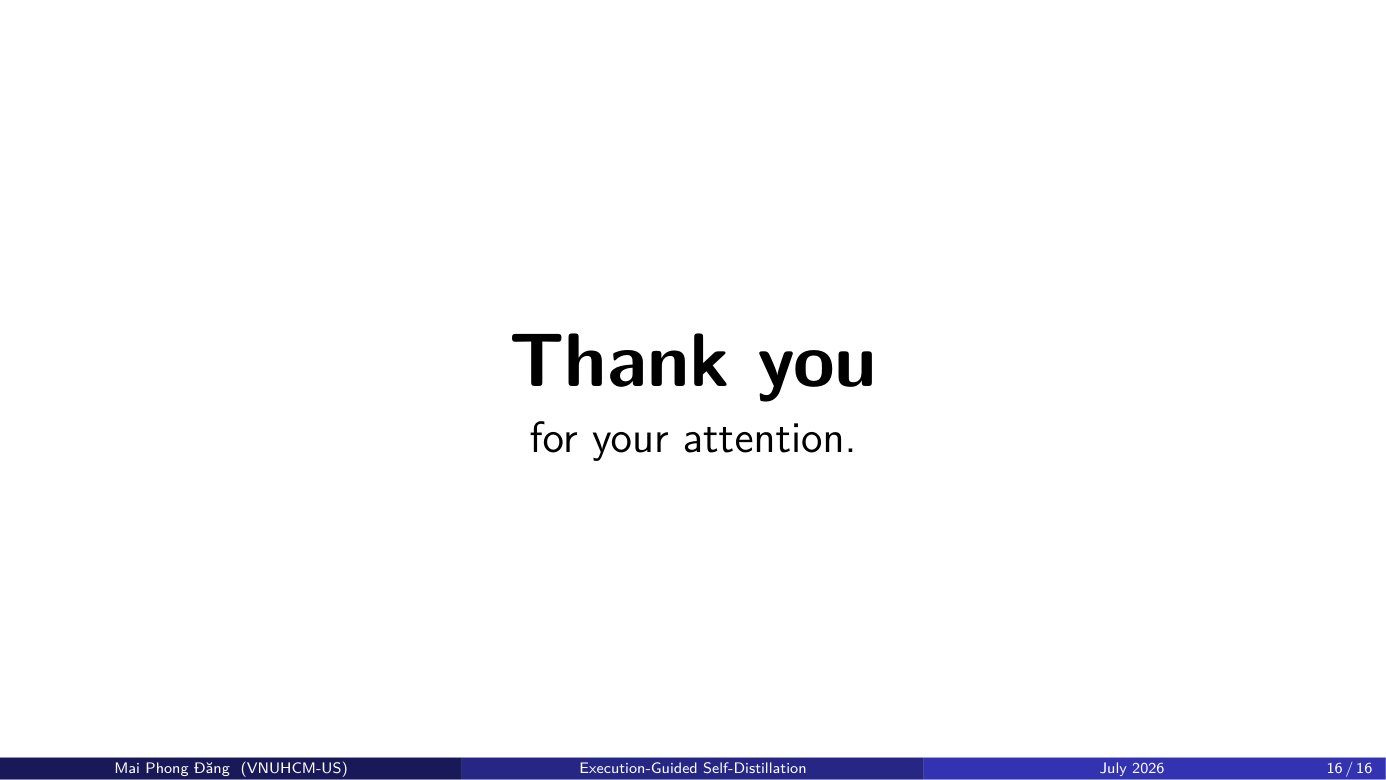 Thank you
for your attention.
Mai Phong Đăng (VNUHCM-US) Execution-Guided Self-Distillation July 2026 16 / 16